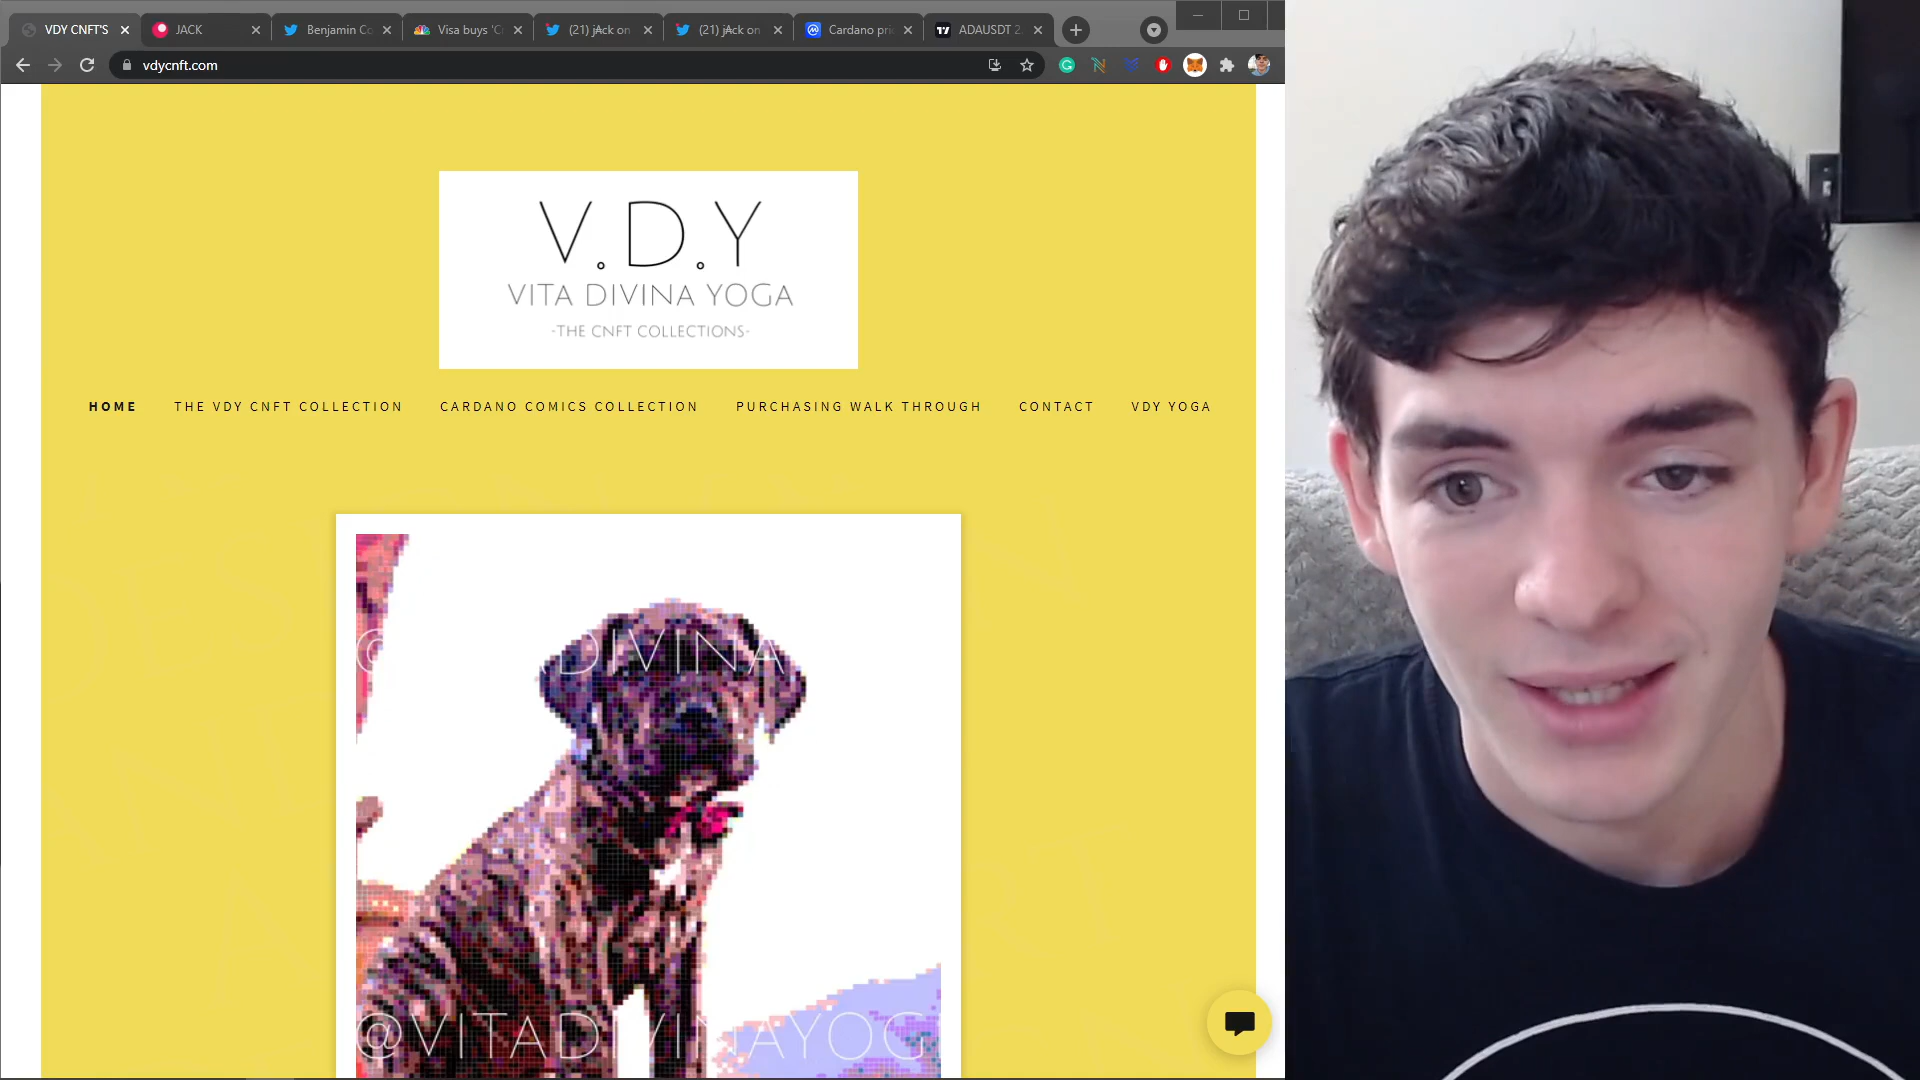 VDY CNFT'S
JACK
Benjamin Co
Visa buys 'C
(21) jack on
(21) jack on
Cardano pri
ADAUSDT 2
vdycnft.com
V.D.Y
VITA DIVINA YOGA
-THE CNFT COLLECTIONS-
HOME
THE VDY CNFT COLLECTION
CARDANO COMICS COLLECTION
PURCHASING WALK THROUGH
CONTACT
VDY YOGA
@VITADIVINAYOG